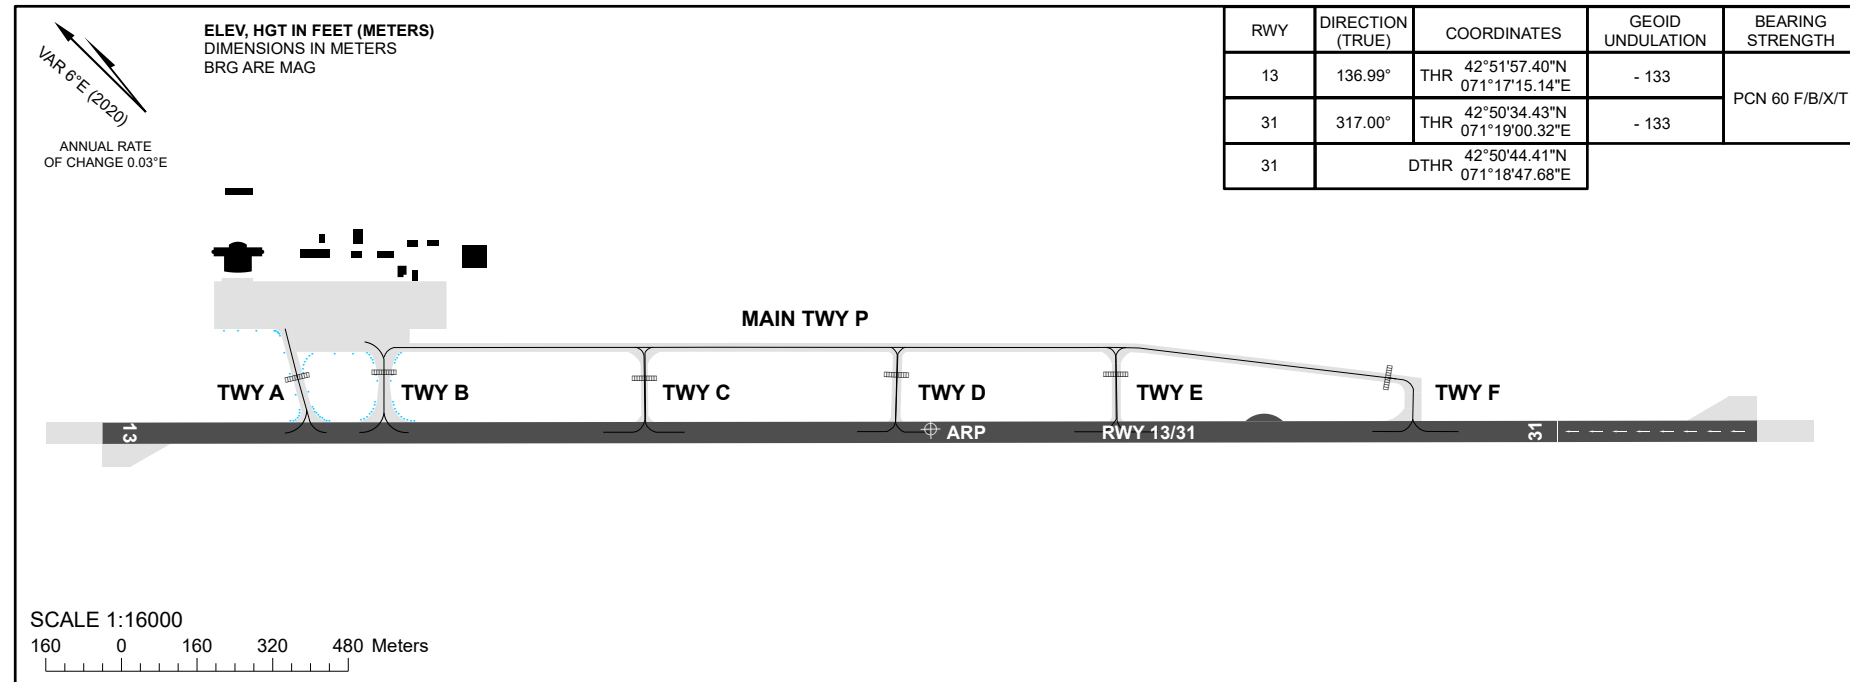 VAR 6°E (2020)
ANNUAL RATE
OF CHANGE 0.03°E
ELEV, HGT IN FEET (METERS)
DIMENSIONS IN METERS
BRG ARE MAG
RWY DIRECTION (TRUE) COORDINATES GEOID UNDULATION BEARING STRENGTH
13 136.99° THR 42°51'57.40"N 071°17'15.14"E - 133 PCN 60 F/B/X/T
31 317.00° THR 42°50'34.43"N 071°19'00.32"E - 133
31 DTHR 42°50'44.41"N 071°18'47.68"E
MAIN TWY P
TWY A TWY B TWY C TWY D TWY E TWY F
13 ARP RWY 13/31 31
SCALE 1:16000
160 0 160 320 480 Meters